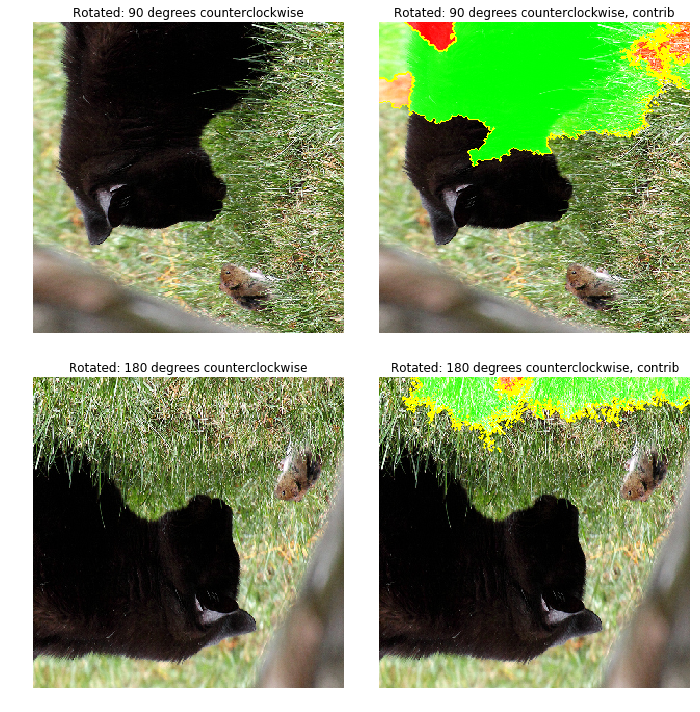 Rotated: 90 degrees counterclockwise
Rotated: 90 degrees counterclockwise, contrib
Rotated: 180 degrees counterclockwise
Rotated: 180 degrees counterclockwise, contrib